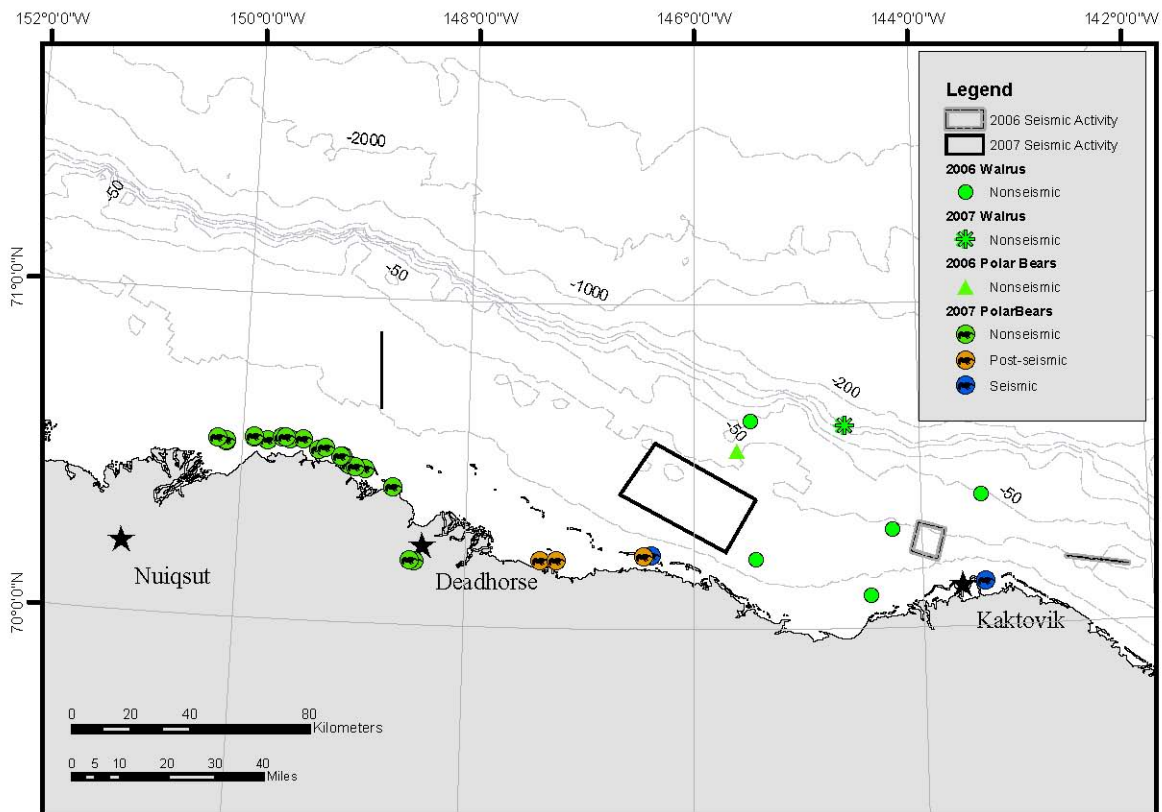 152°0'0"W 150°0'0"W 148°0'0"W 146°0'0"W 144°0'0"W 142°0'0"W
Legend
2006 Seismic Activity
2007 Seismic Activity
2006 Walrus
Nonseismic
2007 Walrus
Nonseismic
2006 Polar Bears
Nonseismic
2007 PolarBears
Nonseismic
Post-seismic
Seismic
-2000
-50
71°0'0"N
-50
-1000
-200
-50
-50
70°0'0"N
Nuiqsut
Deadhorse
Kaktovik
0 20 40 80
Kilometers
0 5 10 20 30 40
Miles